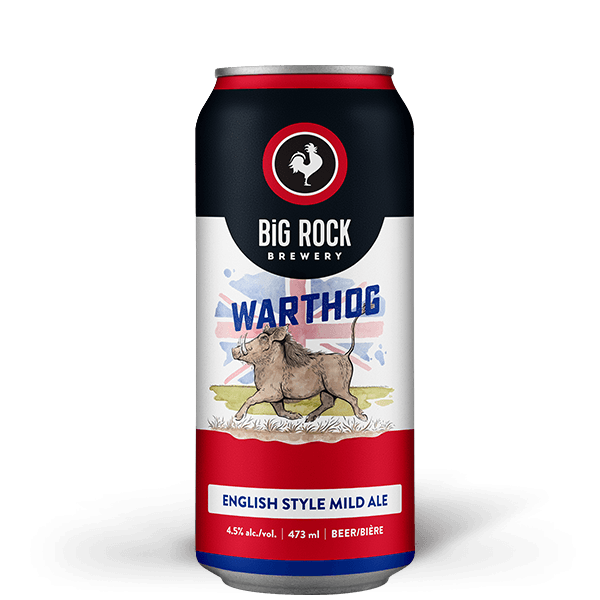 BiG ROCK
BREWERY
WARTHOG
ENGLISH STYLE MILD ALE
4.5% alc./vol. | 473 ml | BEER/BIÈRE